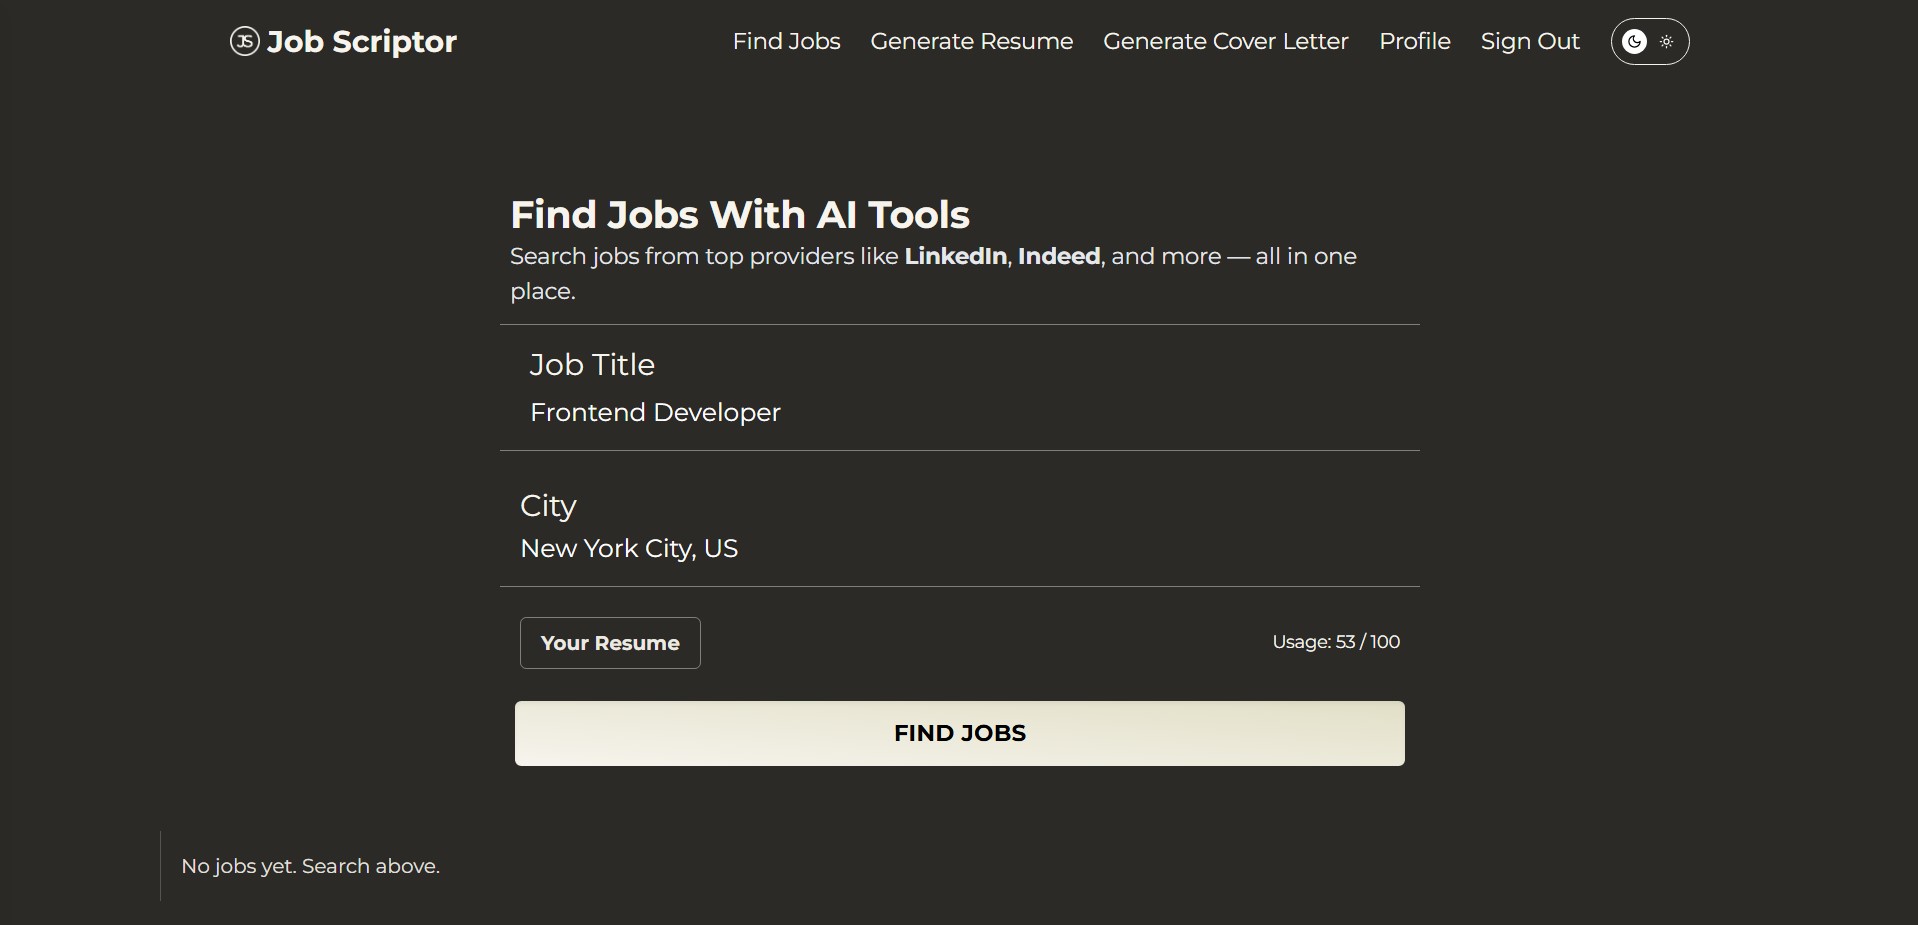 JS Job Scriptor
Find Jobs Generate Resume Generate Cover Letter Profile Sign Out
Find Jobs With AI Tools
Search jobs from top providers like LinkedIn, Indeed, and more — all in one
place.
Job Title
Frontend Developer
City
New York City, US
Your Resume
Usage: 53 / 100
FIND JOBS
No jobs yet. Search above.